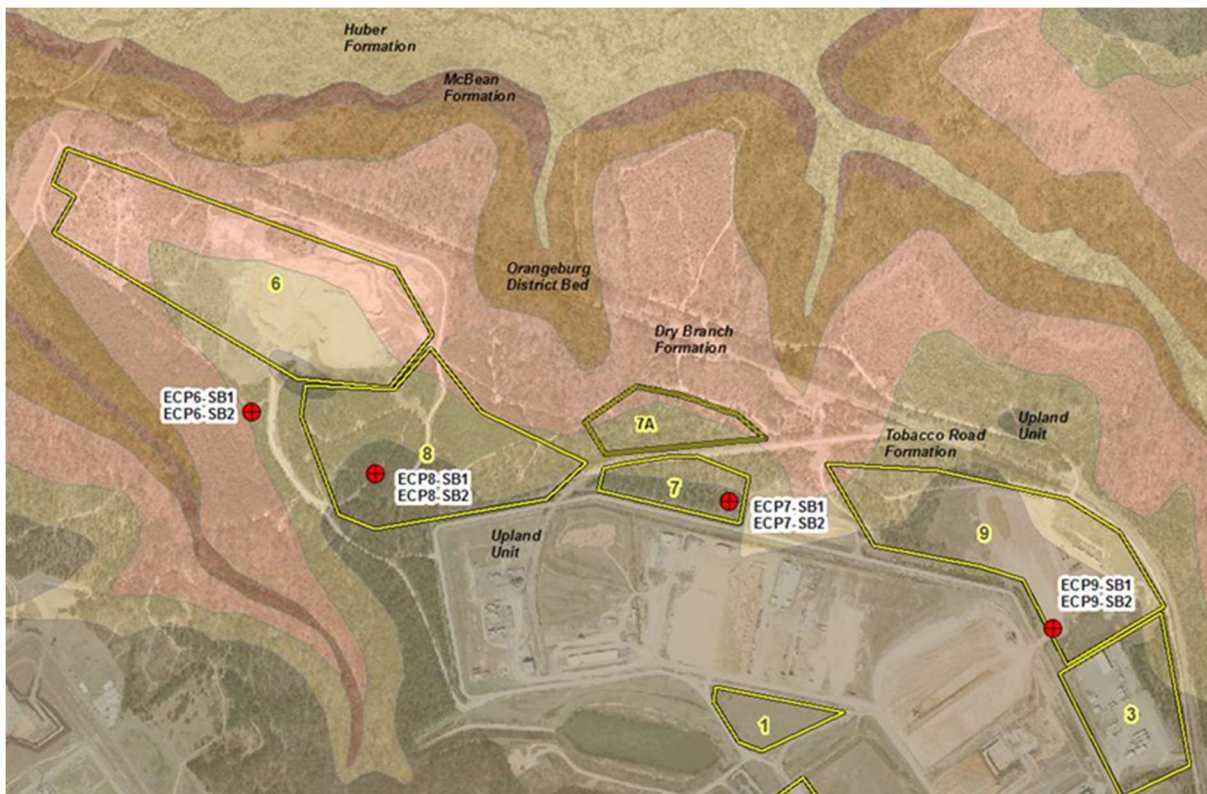 Huber
Formation
McBean
Formation
6
Orangeburg
District Bed
Dry Branch
Formation
ECP6-SB1
ECP6-SB2
7A
Upland
Unit
Tobacco Road
Formation
8
ECP8-SB1
ECP8-SB2
7
ECP7-SB1
ECP7-SB2
Upland
Unit
9
ECP9-SB1
ECP9-SB2
1
3